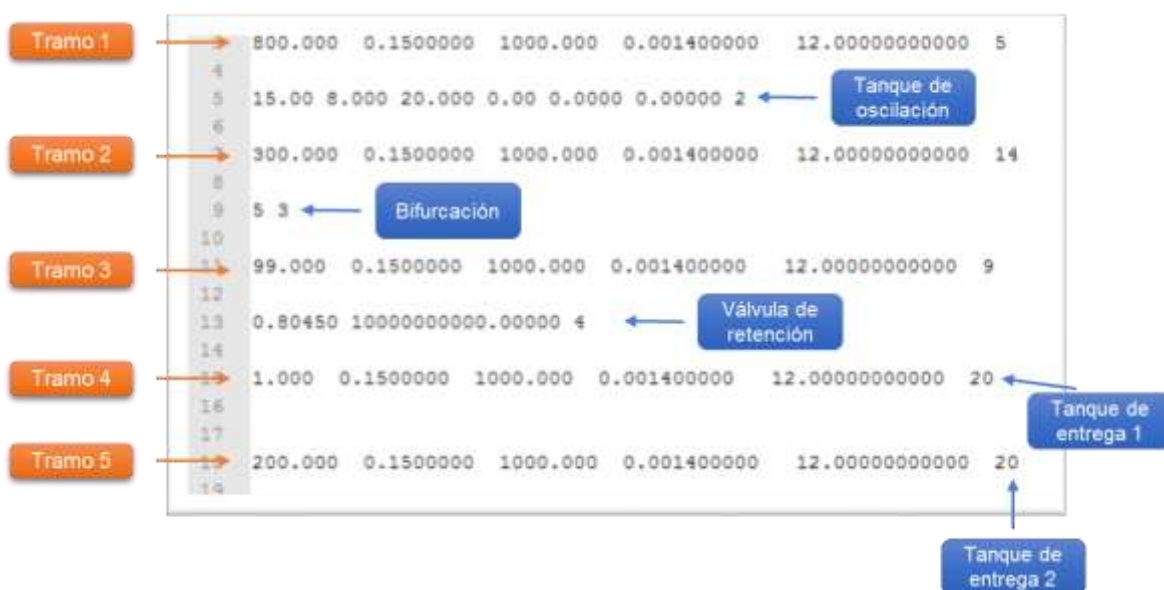 Tramo 1
800.000 0.1500000 1000.000 0.001400000 12.00000000000 5
4
5 15.00 8.000 20.000 0.00 0.0000 0.00000 2
Tanque de
oscilación
6
Tramo 2
300.000 0.1500000 1000.000 0.001400000 12.00000000000 14
8
9 5 3
Bifurcación
10
Tramo 3
99.000 0.1500000 1000.000 0.001400000 12.00000000000 9
12
13 0.80450 10000000000.00000 4
Válvula de
retención
14
Tramo 4
1.000 0.1500000 1000.000 0.001400000 12.00000000000 20
16
Tanque de
entrega 1
17
Tramo 5
200.000 0.1500000 1000.000 0.001400000 12.00000000000 20
19
Tanque de
entrega 2